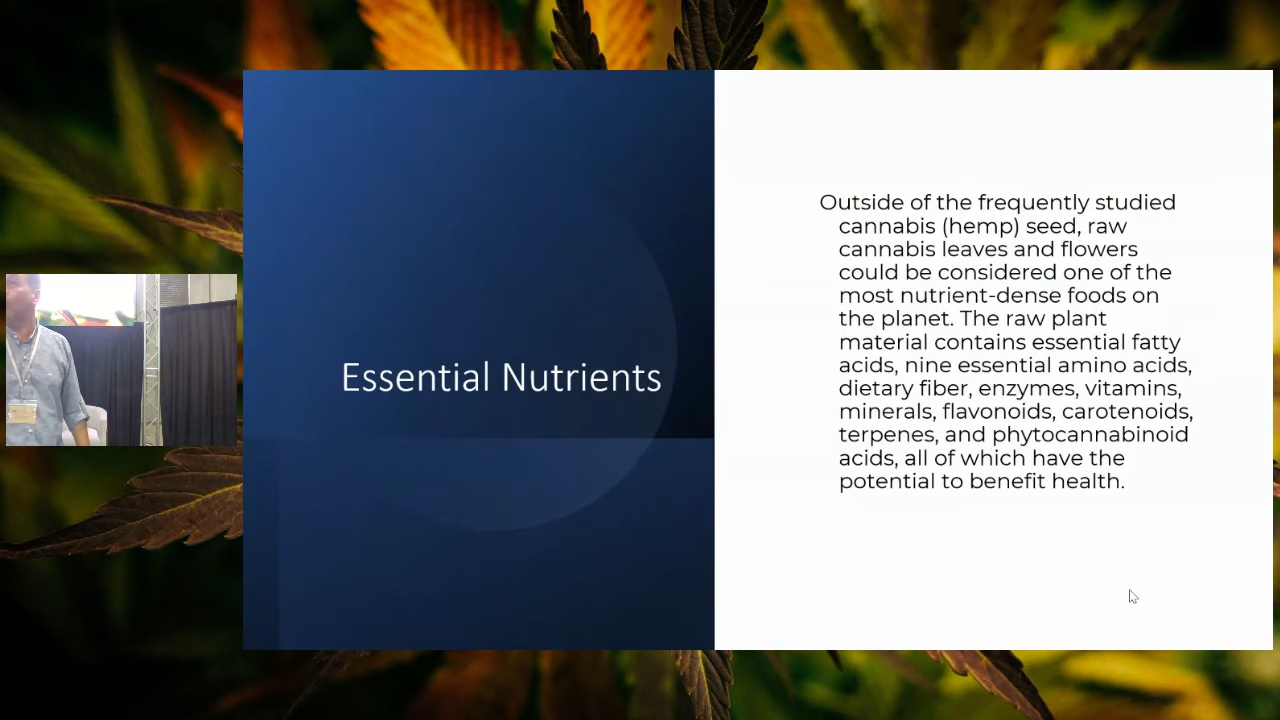 Essential Nutrients
Outside of the frequently studied
cannabis (hemp) seed, raw
cannabis leaves and flowers
could be considered one of the
most nutrient-dense foods on
the planet. The raw plant
material contains essential fatty
acids, nine essential amino acids,
dietary fiber, enzymes, vitamins,
minerals, flavonoids, carotenoids,
terpenes, and phytocannabinoid
acids, all of which have the
potential to benefit health.